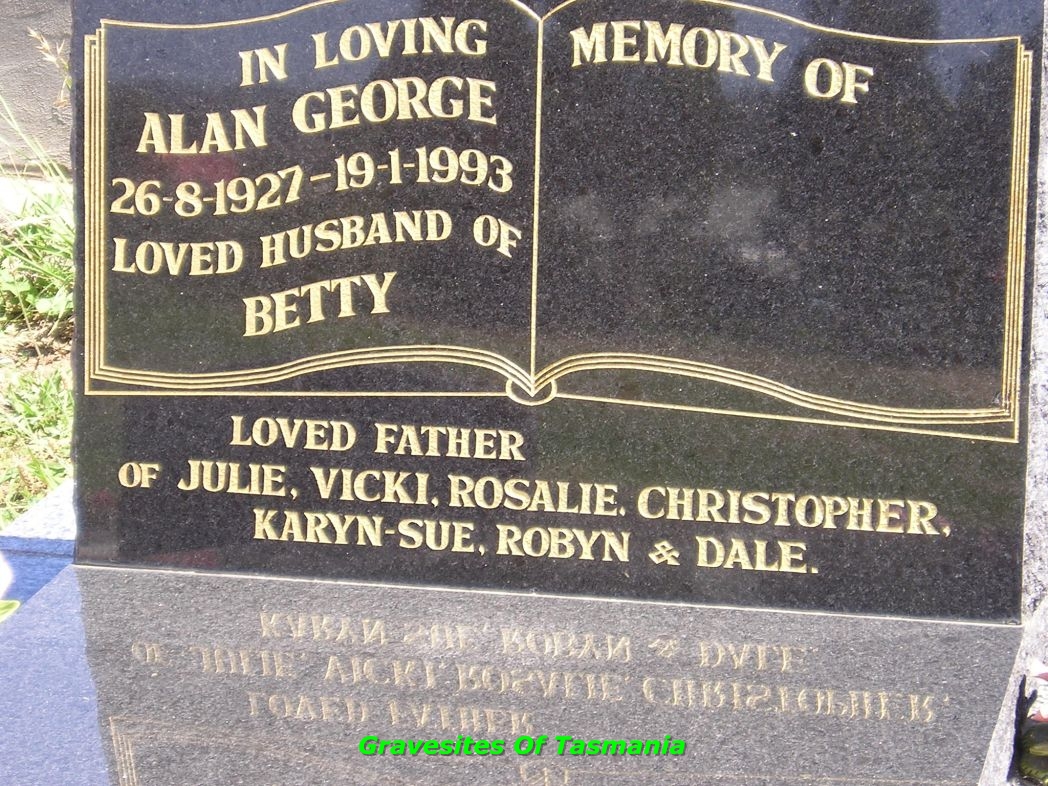 IN LOVING MEMORY OF
ALAN GEORGE
26-8-1927-19-1-1993
LOVED HUSBAND OF
BETTY
LOVED FATHER
OF JULIE, VICKI, ROSALIE, CHRISTOPHER,
KARYN-SUE, ROBYN & DALE.
Gravesites Of Tasmania